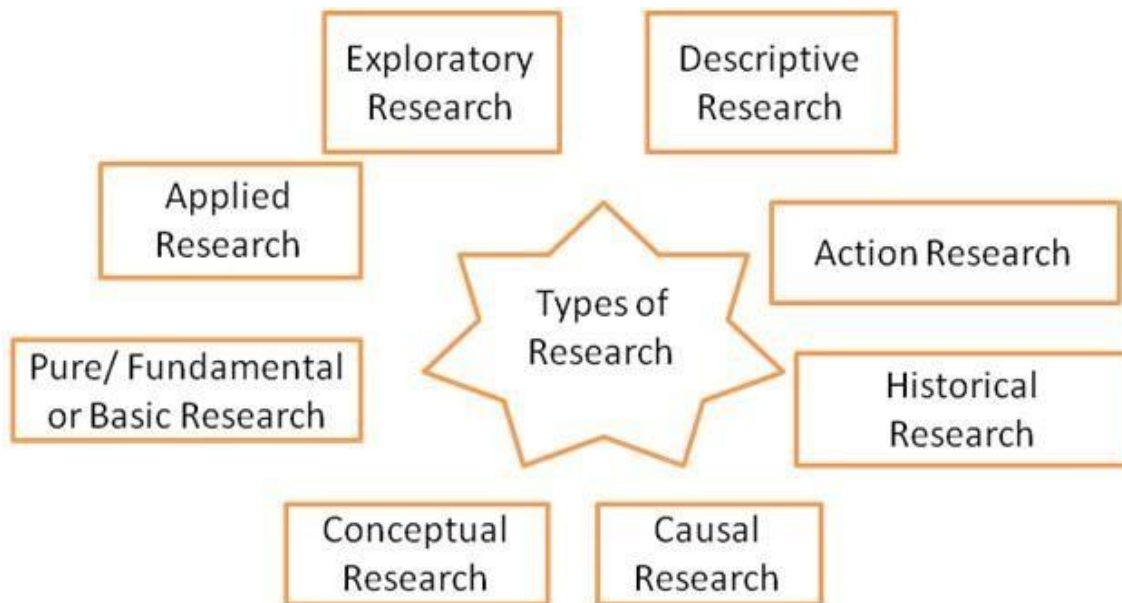 Exploratory
Research
Descriptive
Research
Applied
Research
Action Research
Types of
Research
Pure/ Fundamental
or Basic Research
Historical
Research
Conceptual
Research
Causal
Research